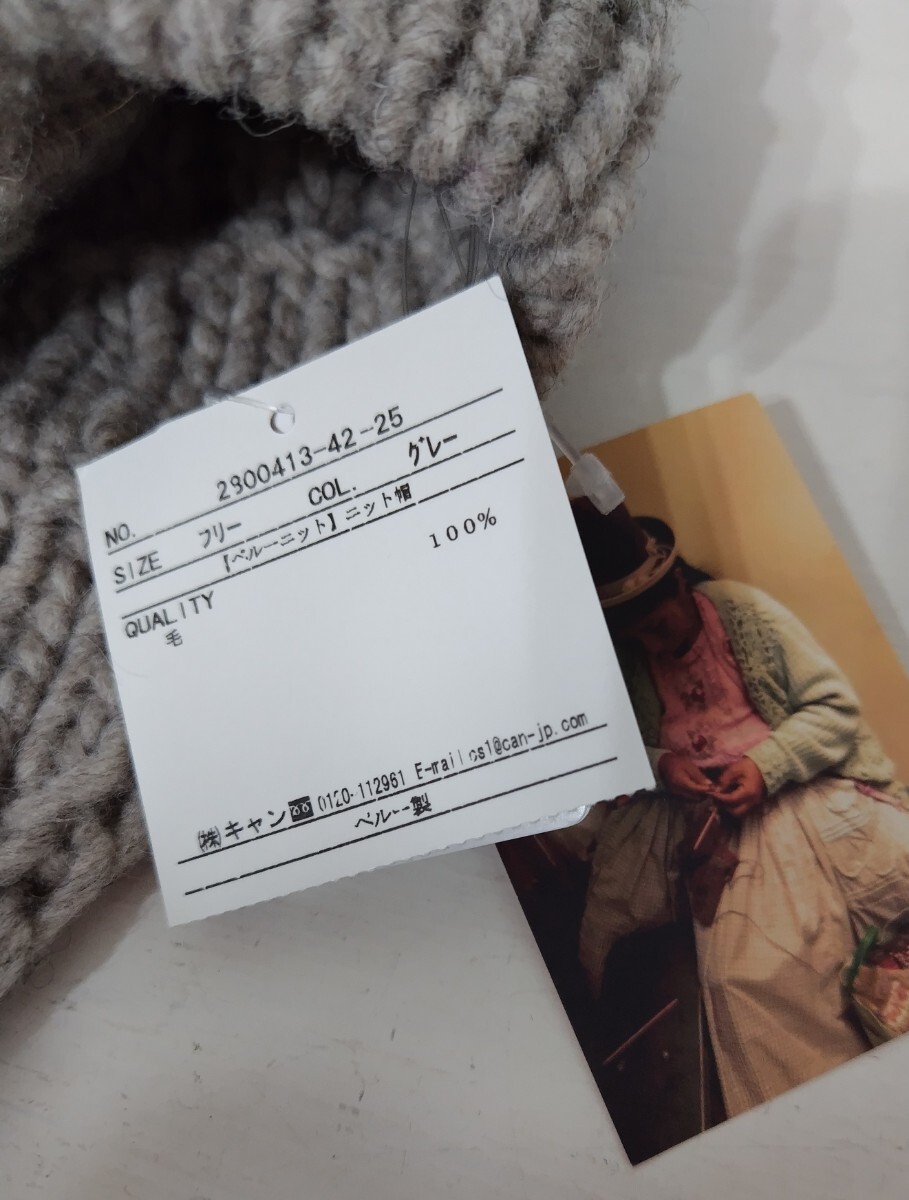 NO. 2300413-42-25
SIZE フリー COL. グレー
【ペルーニット】ニット帽
QUALITY
毛 100%
㈱キャン➿0120-112961 E-mail cs1@can-jp.com
ペルー製